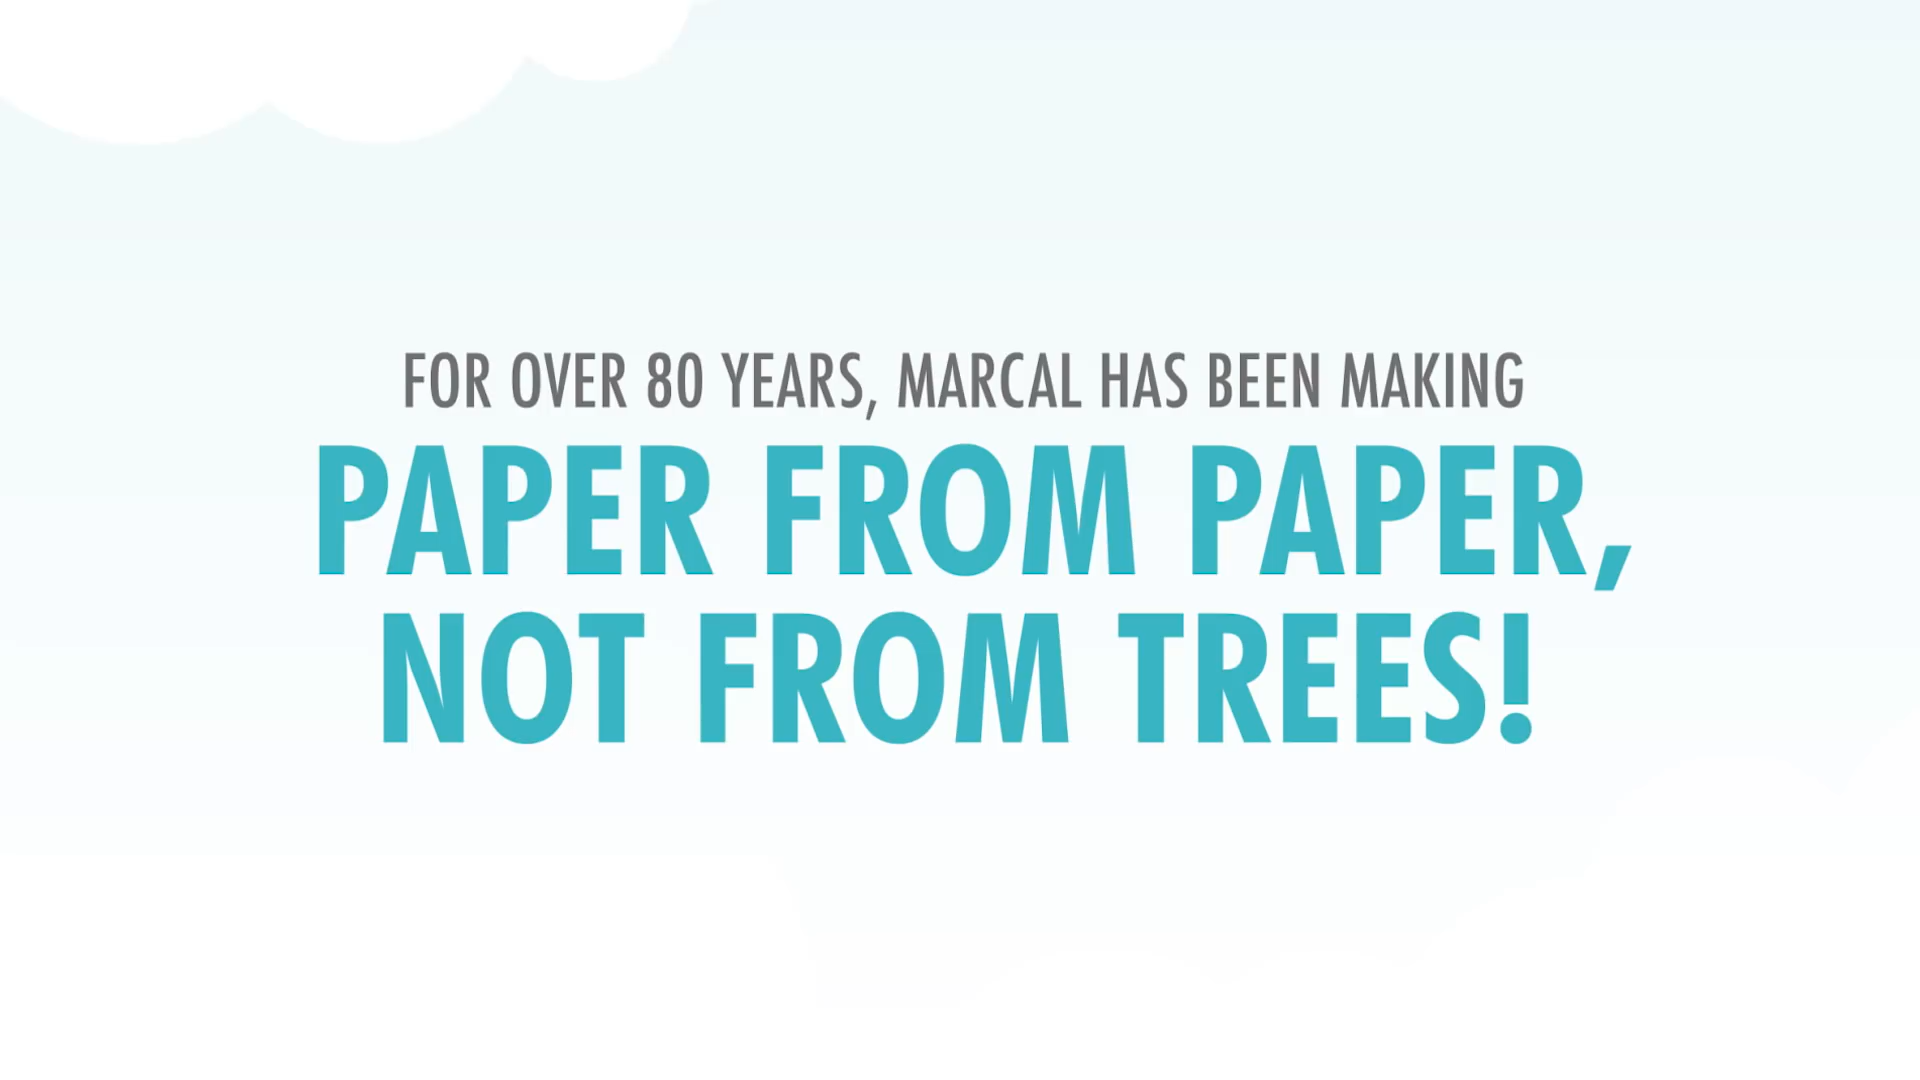 FOR OVER 80 YEARS, MARCAL HAS BEEN MAKING
PAPER FROM PAPER,
NOT FROM TREES!